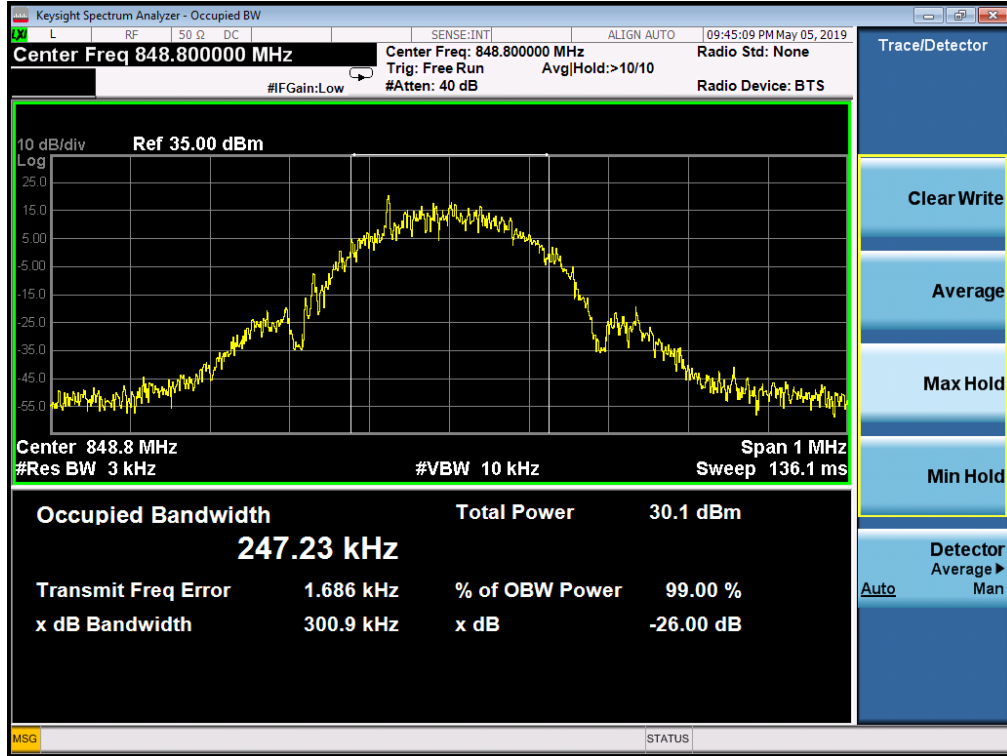 Keysight Spectrum Analyzer - Occupied BW
LXI L RF 50 Ω DC SENSE:INT ALIGN AUTO 09:45:09 PM May 05, 2019
Center Freq 848.800000 MHz
Center Freq: 848.800000 MHz Radio Std: None
Trig: Free Run Avg|Hold:>10/10
#IFGain:Low #Atten: 40 dB Radio Device: BTS
10 dB/div Ref 35.00 dBm
Log
25.0
15.0
5.00
-5.00
-15.0
-25.0
-35.0
-45.0
-55.0
Center 848.8 MHz Span 1 MHz
#Res BW 3 kHz #VBW 10 kHz Sweep 136.1 ms
Occupied Bandwidth Total Power 30.1 dBm
247.23 kHz
Transmit Freq Error 1.686 kHz % of OBW Power 99.00 %
x dB Bandwidth 300.9 kHz x dB -26.00 dB
MSG STATUS
Trace/Detector
Clear Write
Average
Max Hold
Min Hold
Detector
Average
Auto Man